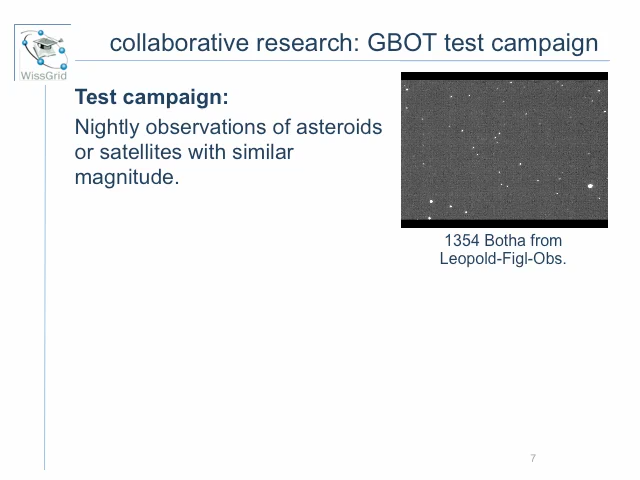 collaborative research: GBOT test campaign
WissGrid
Test campaign:
Nightly observations of asteroids
or satellites with similar
magnitude.
1354 Botha from
Leopold-Figl-Obs.
7